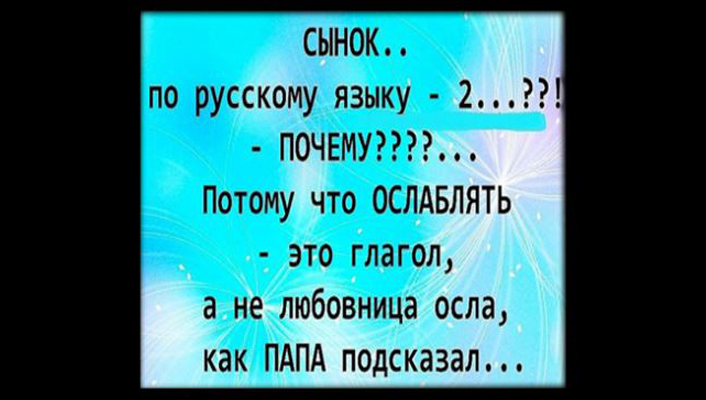 СЫНОК..
по русскому языку - 2...??!
- ПОЧЕМУ????...
Потому что ОСЛАБЛЯТЬ
- это глагол,
а не любовница осла,
как ПАПА подсказал...